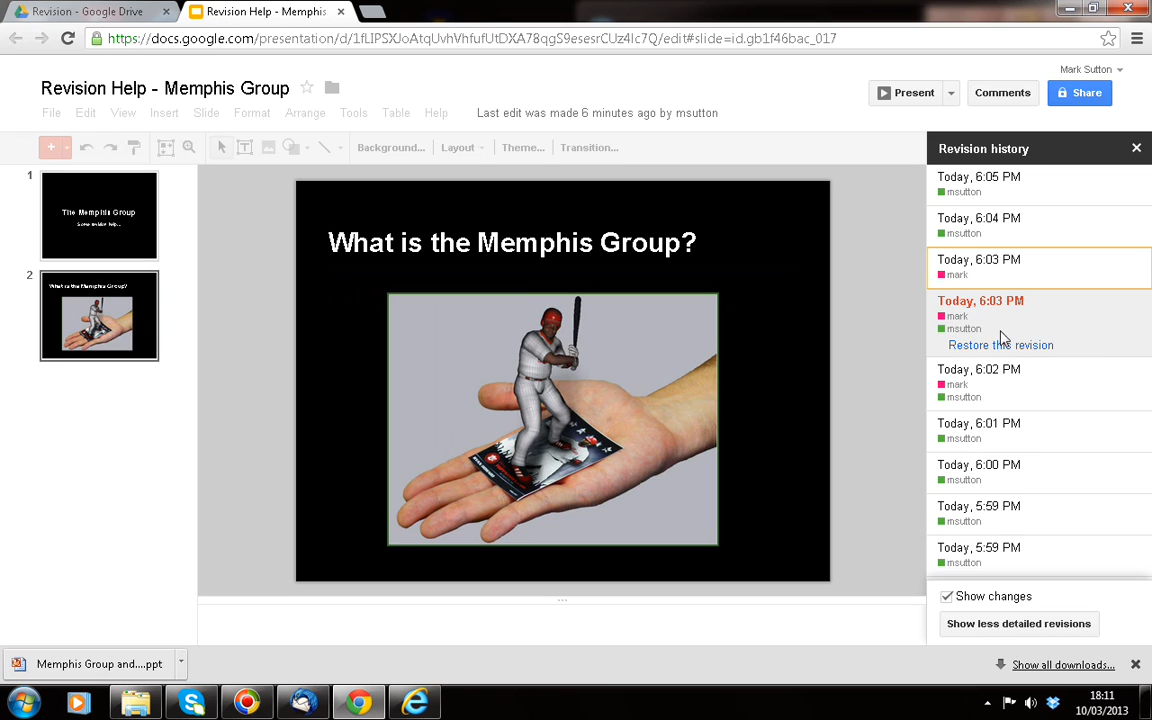 Revision - Google Drive
Revision Help - Memphis
https://docs.google.com/presentation/d/1fLIPSXJoAtqUvhVhfufUtDXA78qgS9esesrCUz4Ic7Q/edit#slide=id.gb1f46bac_017
Mark Sutton
Revision Help - Memphis Group
Present
Comments
Share
File Edit View Insert Slide Format Arrange Tools Table Help
Last edit was made 6 minutes ago by msutton
Background... Layout Theme... Transition...
Revision history
1
The Memphis Group
2
What is the Memphis Group?
What is the Memphis Group?
Today, 6:05 PM
msutton
Today, 6:04 PM
msutton
Today, 6:03 PM
mark
Today, 6:03 PM
mark
msutton
Restore this revision
Today, 6:02 PM
mark
msutton
Today, 6:01 PM
msutton
Today, 6:00 PM
msutton
Today, 5:59 PM
msutton
Today, 5:59 PM
msutton
Show changes
Show less detailed revisions
Memphis Group and....ppt
Show all downloads...
18:11
10/03/2013